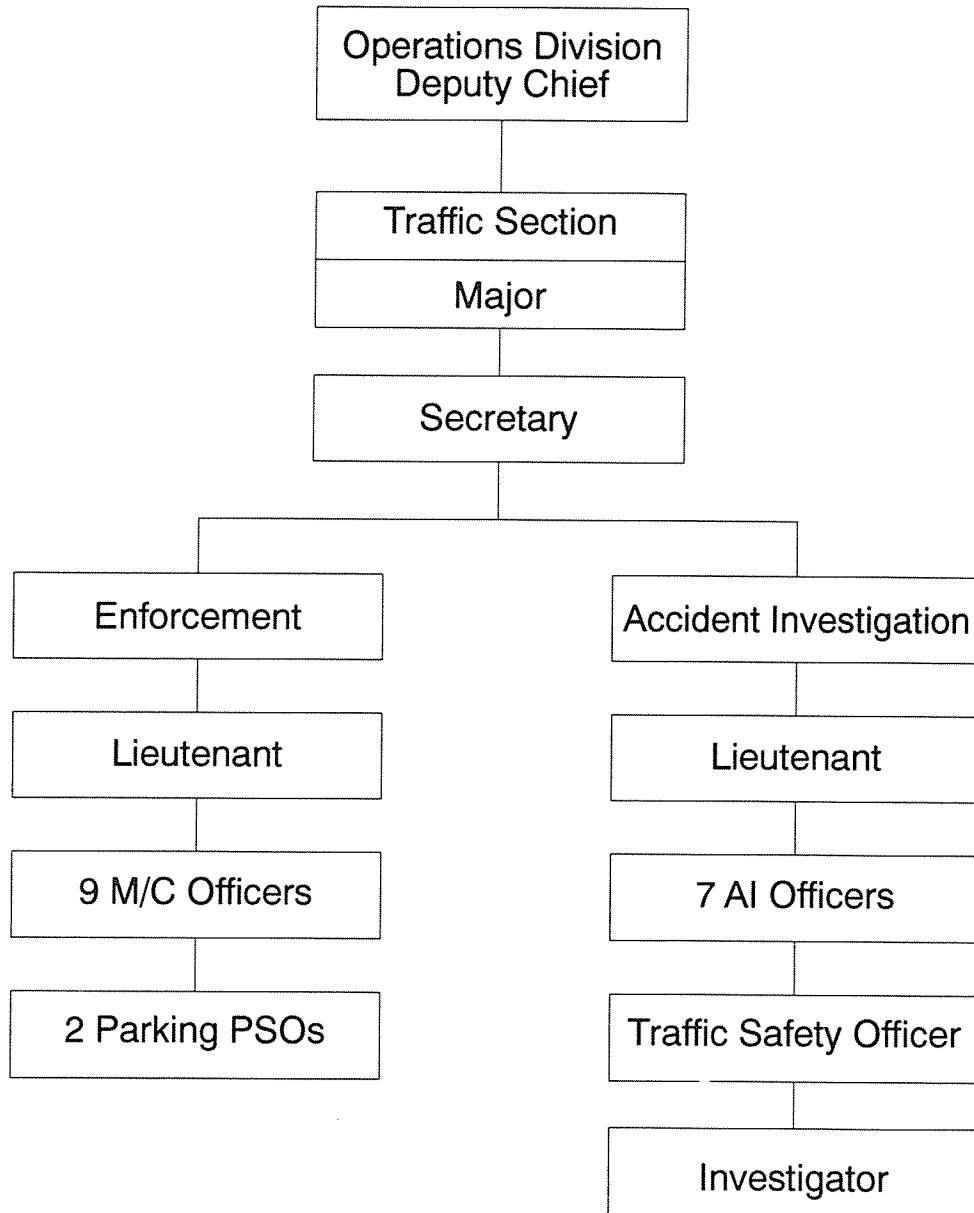 Operations Division
Deputy Chief
Traffic Section
Major
Secretary
Enforcement
Lieutenant
9 M/C Officers
2 Parking PSOs
Accident Investigation
Lieutenant
7 AI Officers
Traffic Safety Officer
Investigator